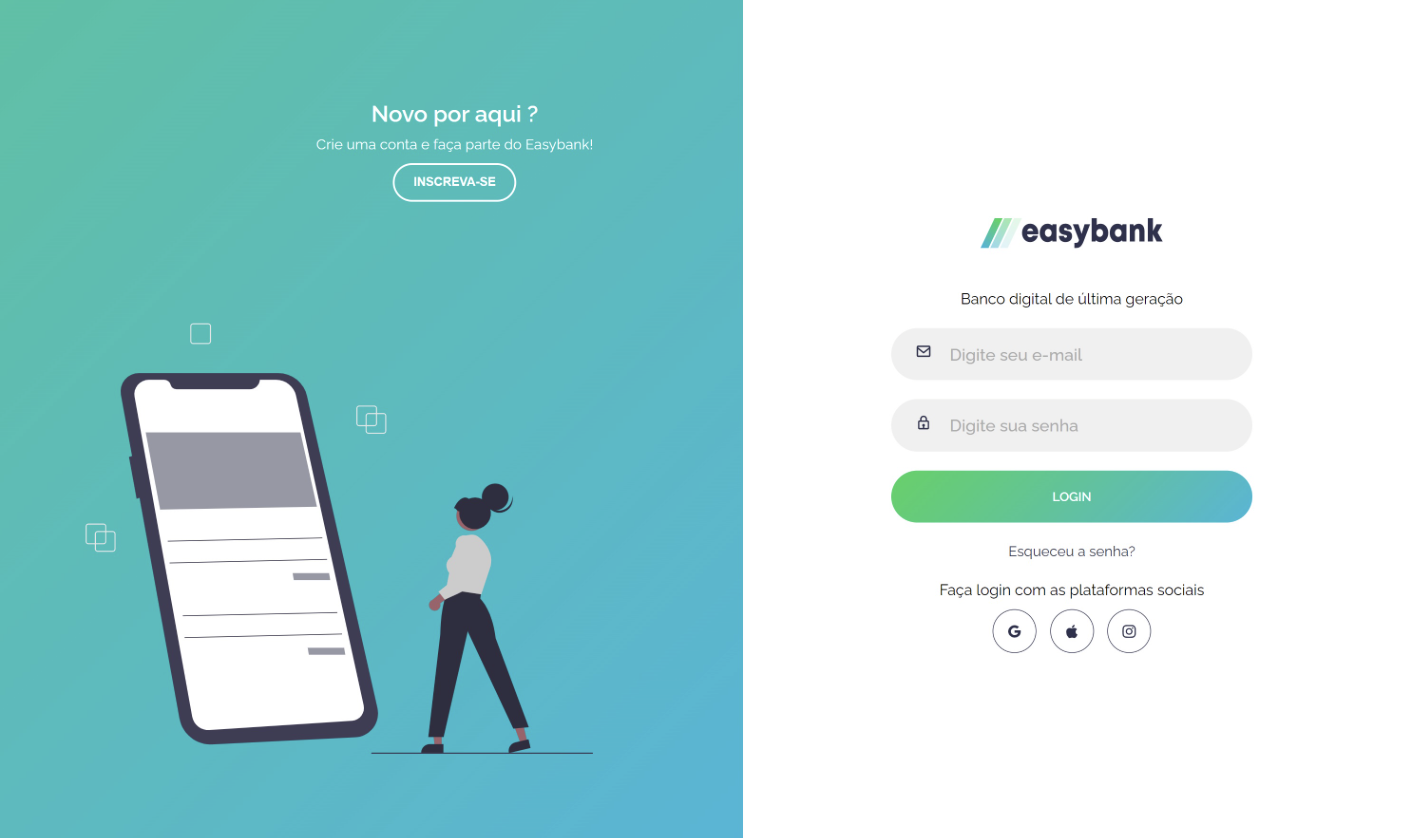 Novo por aqui ?
Crie uma conta e faça parte do Easybank!
INSCREVA-SE
easybank
Banco digital de última geração
Digite seu e-mail
Digite sua senha
LOGIN
Esqueceu a senha?
Faça login com as plataformas sociais